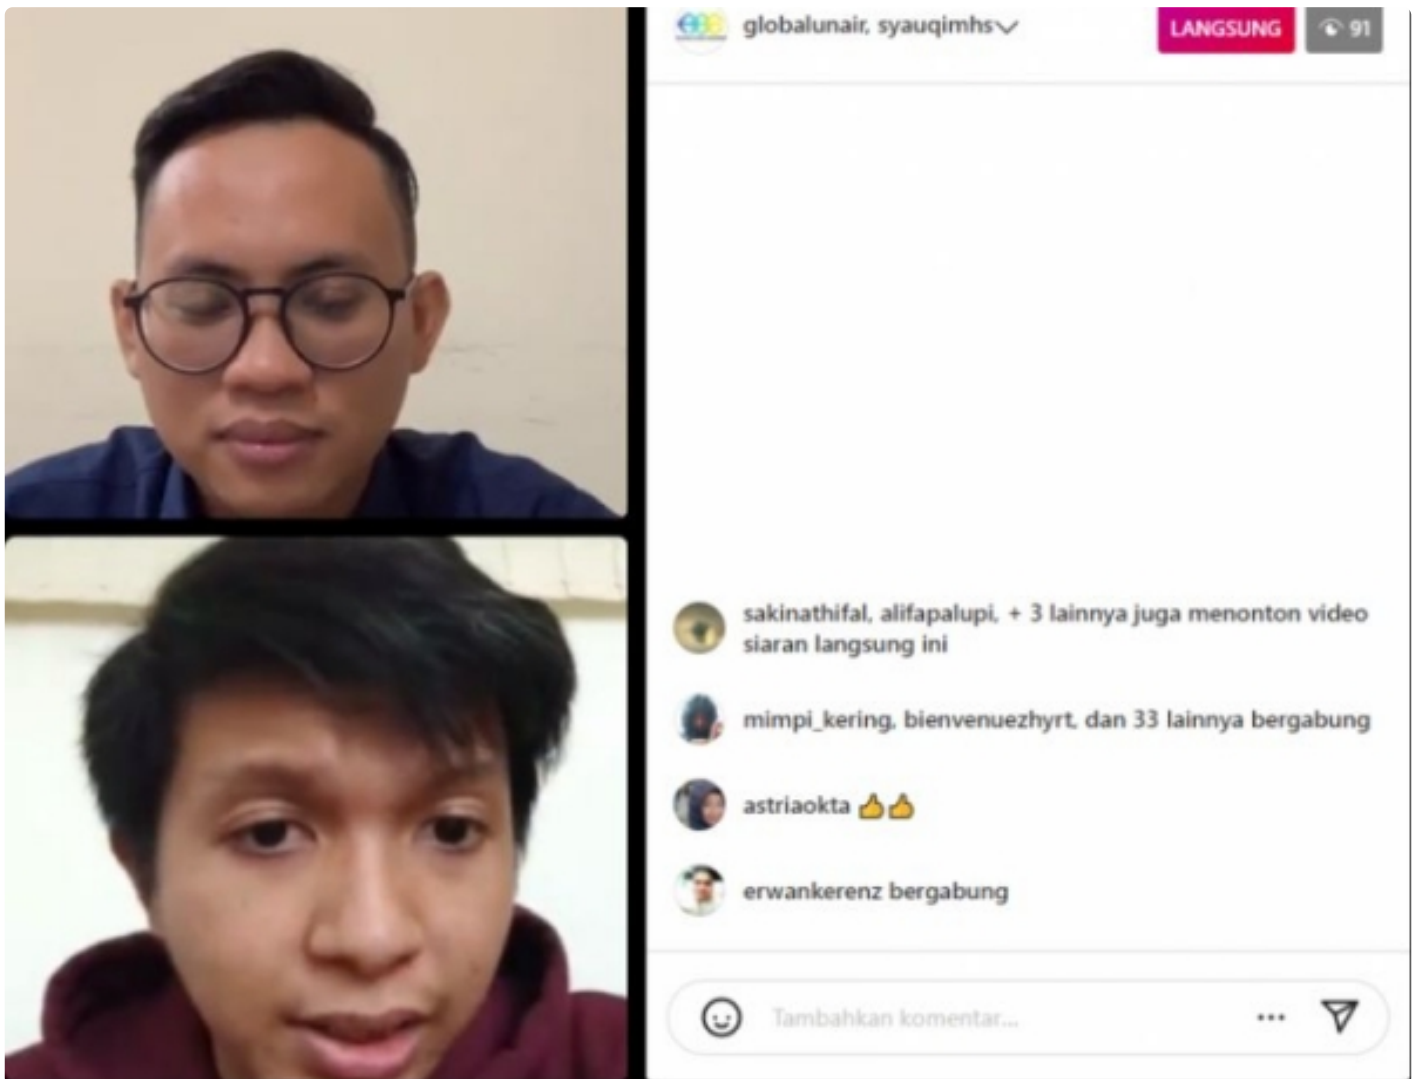 globalunair, syauqimhs
LANGSUNG
91
sakinathifal, alifapalupi, + 3 lainnya juga menonton video
siaran langsung ini
mimpi_kering, bienvenuezhyrt, dan 33 lainnya bergabung
astriaokta 👍👍
erwankerenz bergabung
Tambahkan komentar...